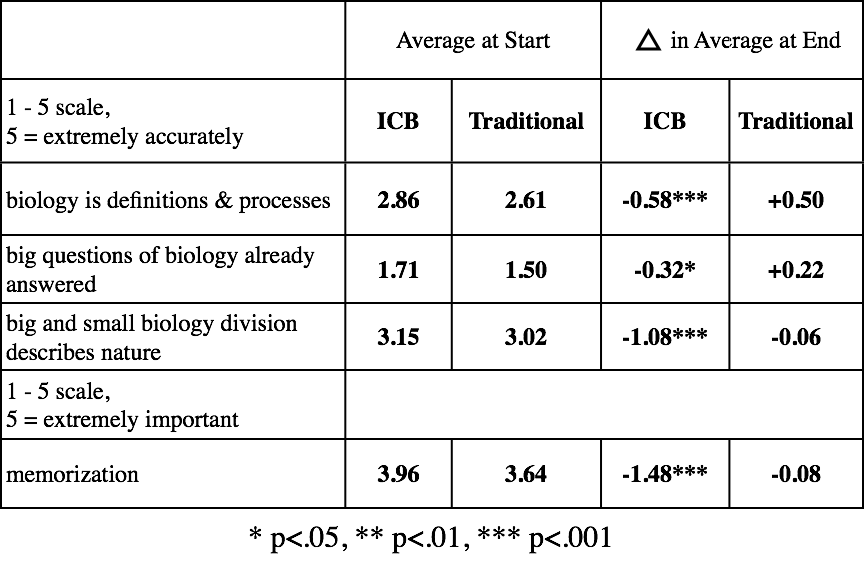 Average at Start △ in Average at End
1 - 5 scale,
5 = extremely accurately
ICB Traditional ICB Traditional
biology is definitions & processes 2.86 2.61 -0.58*** +0.50
big questions of biology already
answered
1.71 1.50 -0.32* +0.22
big and small biology division
describes nature
3.15 3.02 -1.08*** -0.06
1 - 5 scale,
5 = extremely important
memorization 3.96 3.64 -1.48*** -0.08
* p<.05, ** p<.01, *** p<.001